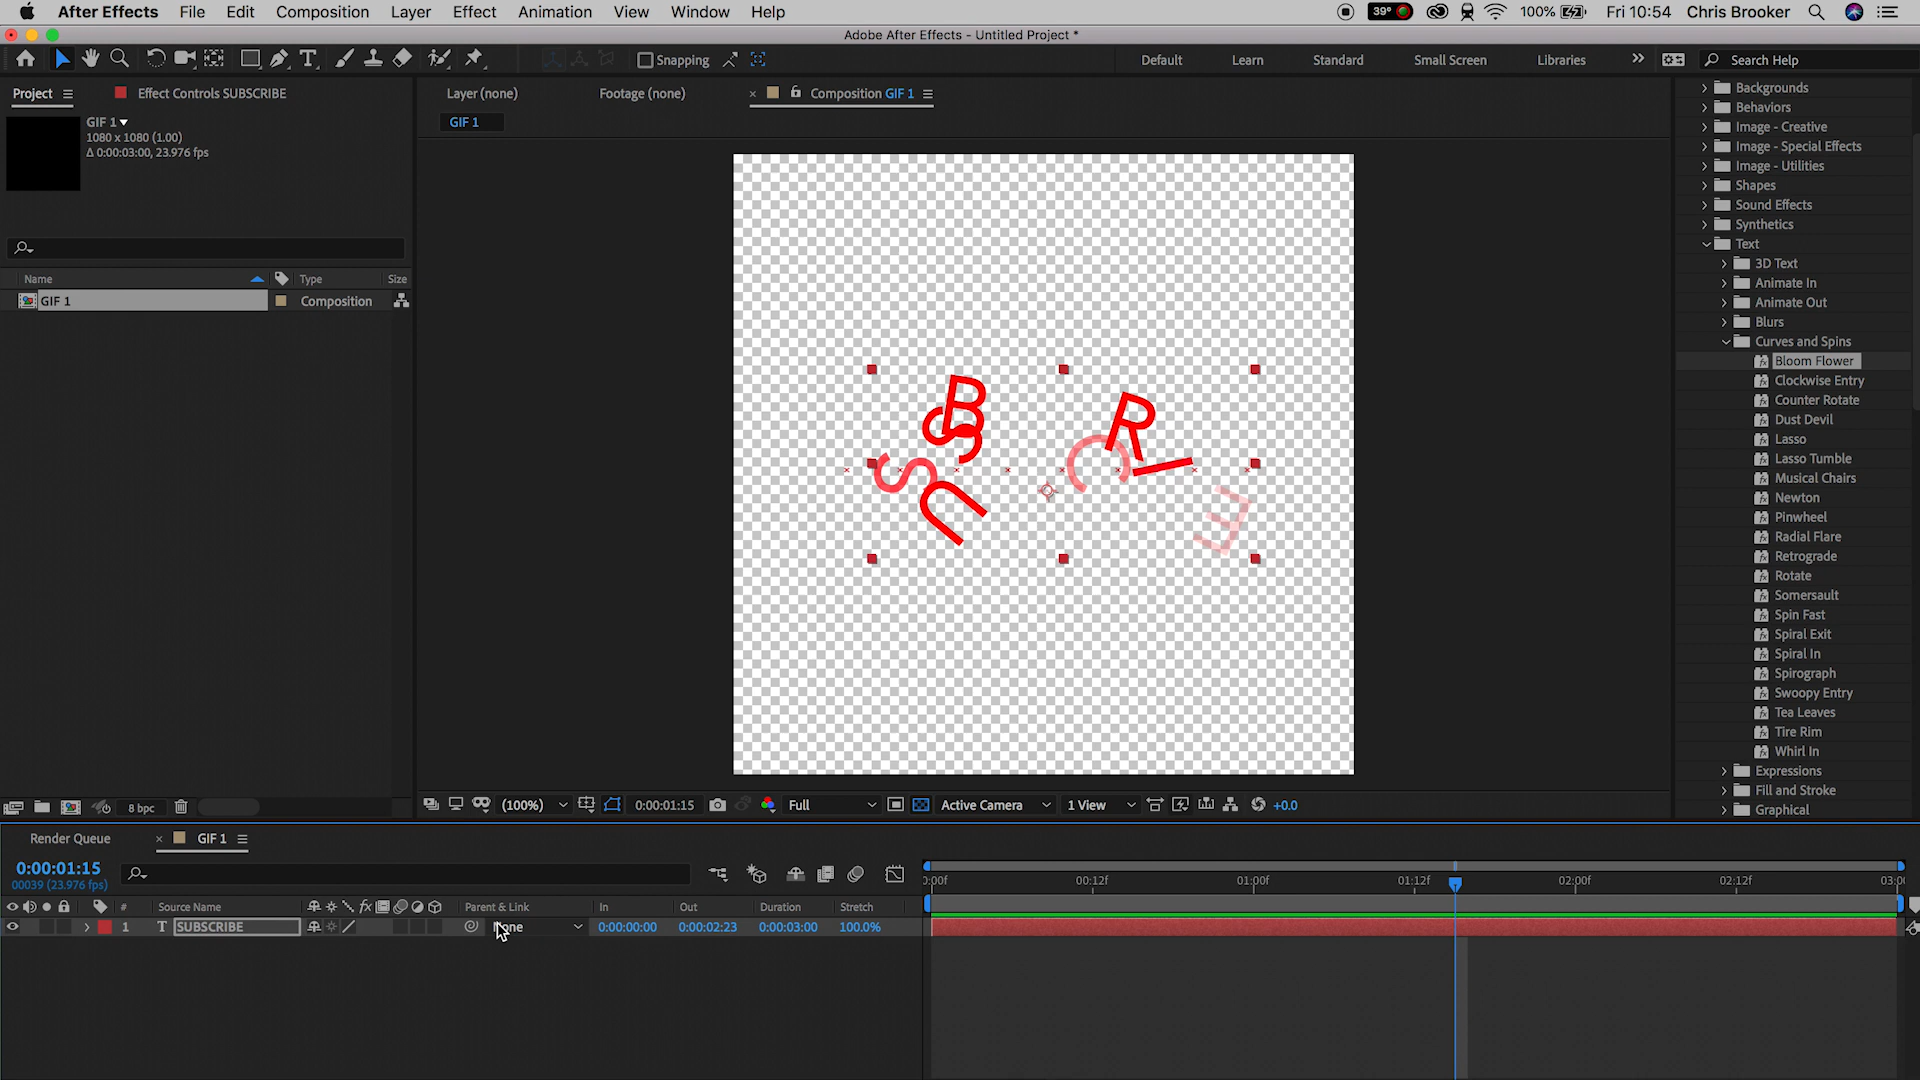 After Effects File Edit Composition Layer Effect Animation View Window Help 39° 100% Fri 10:54 Chris Brooker
Adobe After Effects - Untitled Project *
Snapping Default Learn Standard Small Screen Libraries Search Help
Project Effect Controls SUBSCRIBE Layer (none) Footage (none) Composition GIF 1
GIF 1
1080 x 1080 (1.00)
Δ 0:00:03:00, 23.976 fps
GIF 1
Name Type Size
GIF 1 Composition
B
S
C
S
U
R
I
E
Backgrounds
Behaviors
Image - Creative
Image - Special Effects
Image - Utilities
Shapes
Sound Effects
Synthetics
Text
3D Text
Animate In
Animate Out
Blurs
Curves and Spins
Bloom Flower
Clockwise Entry
Counter Rotate
Dust Devil
Lasso
Lasso Tumble
Musical Chairs
Newton
Pinwheel
Radial Flare
Retrograde
Rotate
Somersault
Spin Fast
Spiral Exit
Spiral In
Spirograph
Swoopy Entry
Tea Leaves
Tire Rim
Whirl In
Expressions
Fill and Stroke
Graphical
8 bpc
(100%) 0:00:01:15 Full Active Camera 1 View +0.0
Render Queue GIF 1
0:00:01:15
00039 (23.976 fps)
:00f 00:12f 01:00f 01:12f 02:00f 02:12f 03:00
# Source Name Parent & Link In Out Duration Stretch
1 T SUBSCRIBE None 0:00:00:00 0:00:02:23 0:00:03:00 100.0%